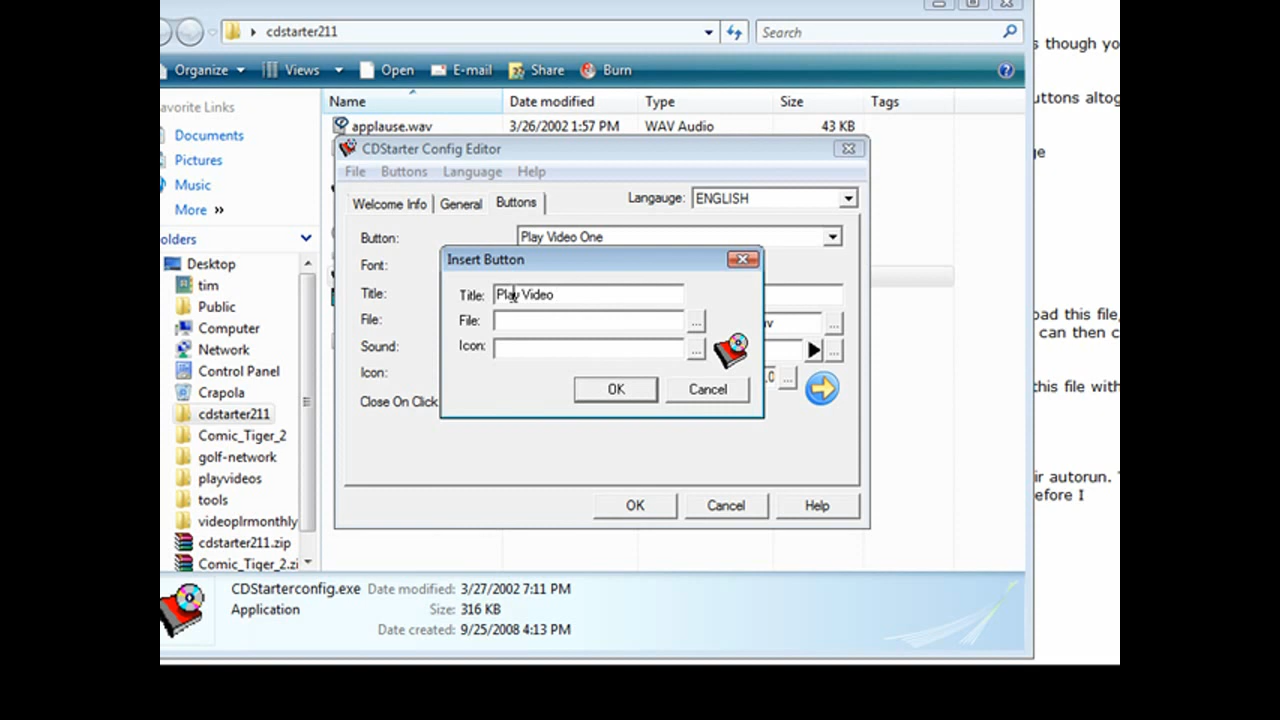 cdstarter211
Search
Organize
Views
Open
E-mail
Share
Burn
avorite Links
Name
Date modified
Type
Size
Tags
Documents
Pictures
Music
More
olders
Desktop
tim
Public
Computer
Network
Control Panel
Crapola
cdstarter211
Comic_Tiger_2
golf-network
playvideos
tools
videoplrmonthly
cdstarter211.zip
Comic_Tiger_2.zi
applause.wav
3/26/2002 1:57 PM
WAV Audio
43 KB
CDStarter Config Editor
File
Buttons
Language
Help
Welcome Info
General
Buttons
Langauge:
ENGLISH
Button:
Play Video One
Font:
Title:
File:
Sound:
Icon:
Close On Click
Insert Button
Title:
Play Video
File:
...
Icon:
...
OK
Cancel
...
...
...
OK
Cancel
Help
CDStarterconfig.exe
Application
Date modified: 3/27/2002 7:11 PM
Size: 316 KB
Date created: 9/25/2008 4:13 PM
s though yo
uttons altog
ge
oad this file,
can then c
this file with
ir autorun.
efore I